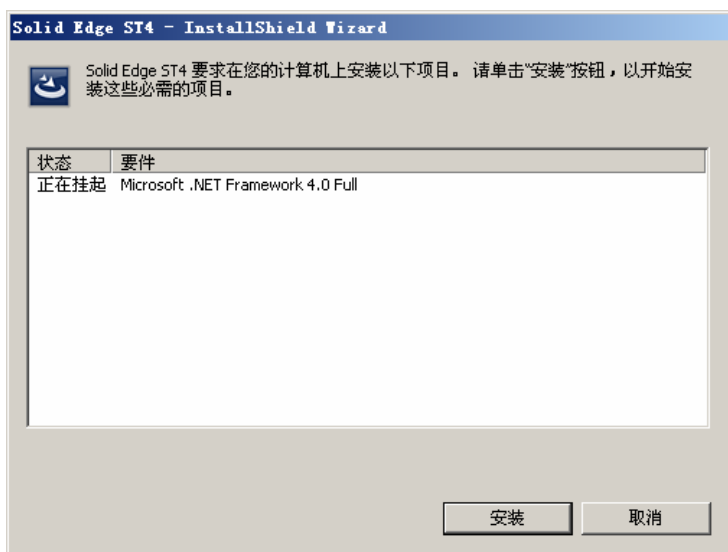 Solid Edge ST4 - InstallShield Wizard
Solid Edge ST4 要求在您的计算机上安装以下项目。 请单击“安装”按钮，以开始安
装这些必需的项目。
状态 要件
正在挂起 Microsoft .NET Framework 4.0 Full
安装 取消